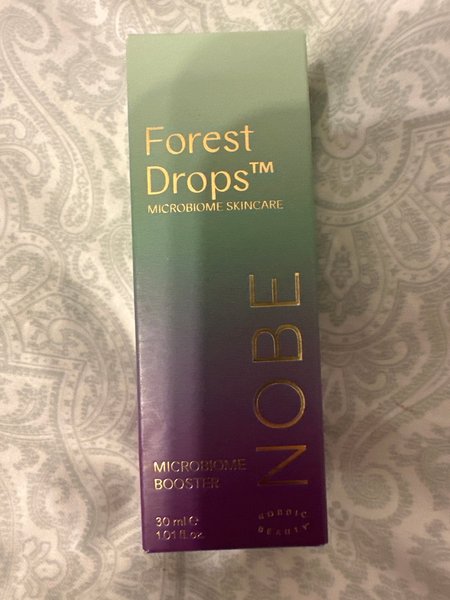 Forest
Drops™
MICROBIOME SKINCARE
NOBE
MICROBIOME
BOOSTER
NORDIC
BEAUTY
30 ml ℮
1.01 fl. oz.